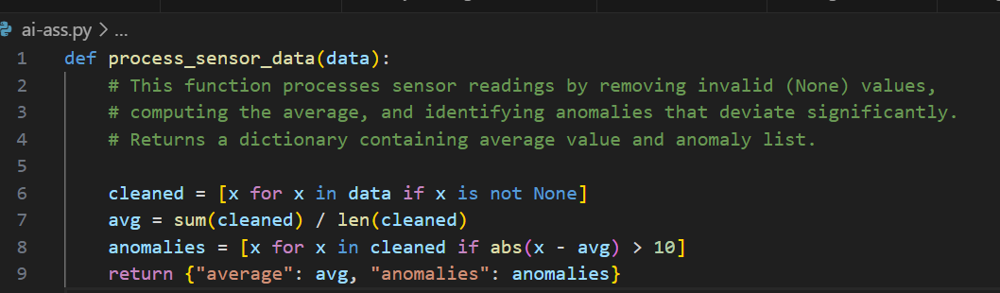 ai-ass.py > ...
1 def process_sensor_data(data):
2 # This function processes sensor readings by removing invalid (None) values,
3 # computing the average, and identifying anomalies that deviate significantly.
4 # Returns a dictionary containing average value and anomaly list.
5
6 cleaned = [x for x in data if x is not None]
7 avg = sum(cleaned) / len(cleaned)
8 anomalies = [x for x in cleaned if abs(x - avg) > 10]
9 return {"average": avg, "anomalies": anomalies}